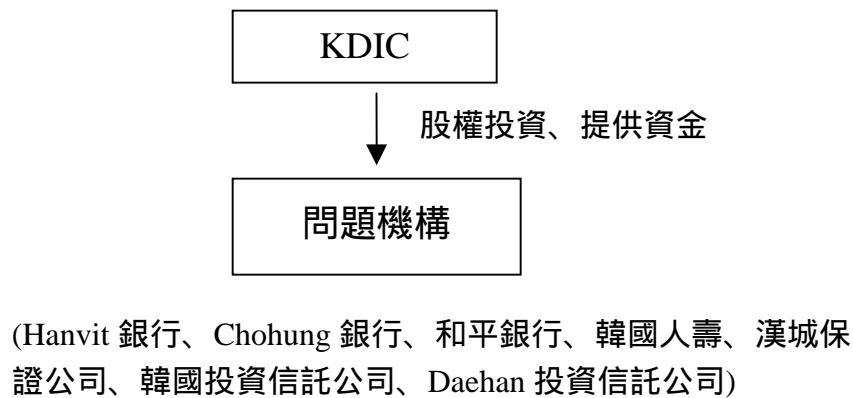 KDIC
股權投資、提供資金
問題機構
(Hanvit 銀行、Chohung 銀行、和平銀行、韓國人壽、漢城保
證公司、韓國投資信託公司、Daehan 投資信託公司)